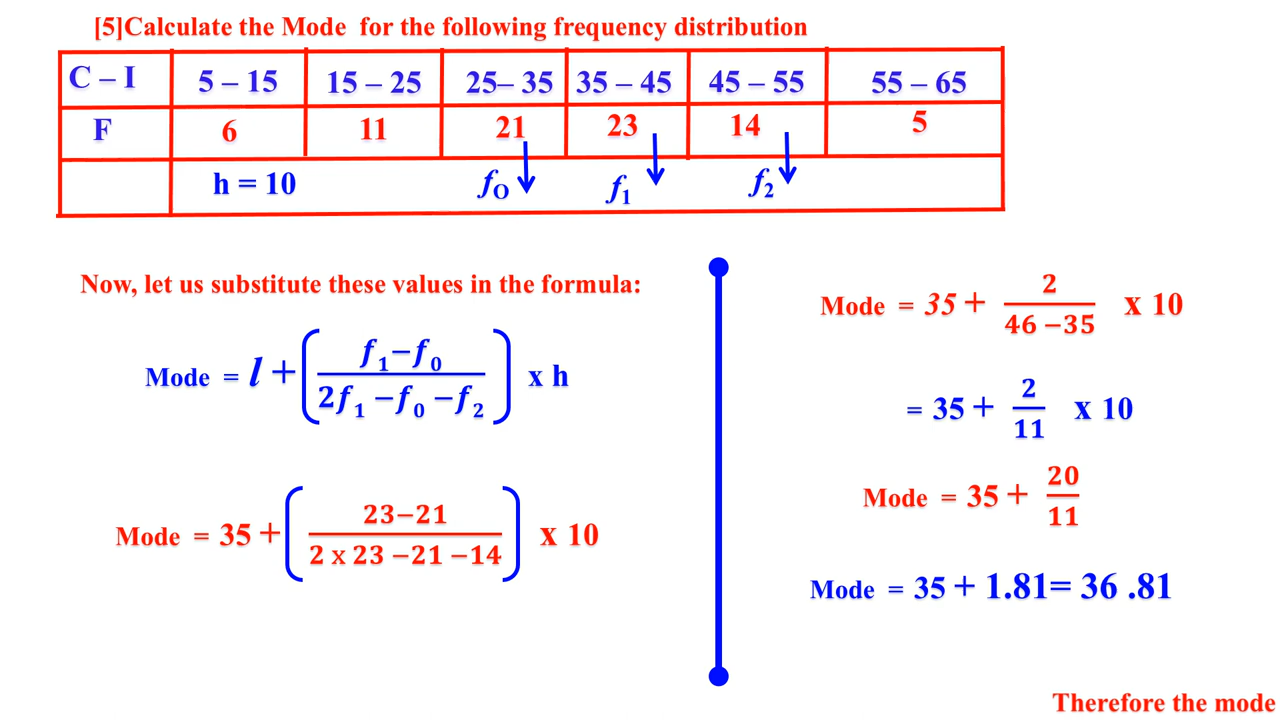 [5]Calculate the Mode for the following frequency distribution
C – I 5 – 15 15 – 25 25– 35 35 – 45 45 – 55 55 – 65
F 6 11 21 23 14 5
h = 10 fO f1 f2
Now, let us substitute these values in the formula:
Mode = l + ( f1−f0 / 2f1 −f0 −f2 ) x h
Mode = 35 + ( 23−21 / 2 x 23 −21 −14 ) x 10
Mode = 35 + 2 / 46 −35 x 10
= 35 + 2 / 11 x 10
Mode = 35 + 20 / 11
Mode = 35 + 1.81= 36 .81
Therefore the mode